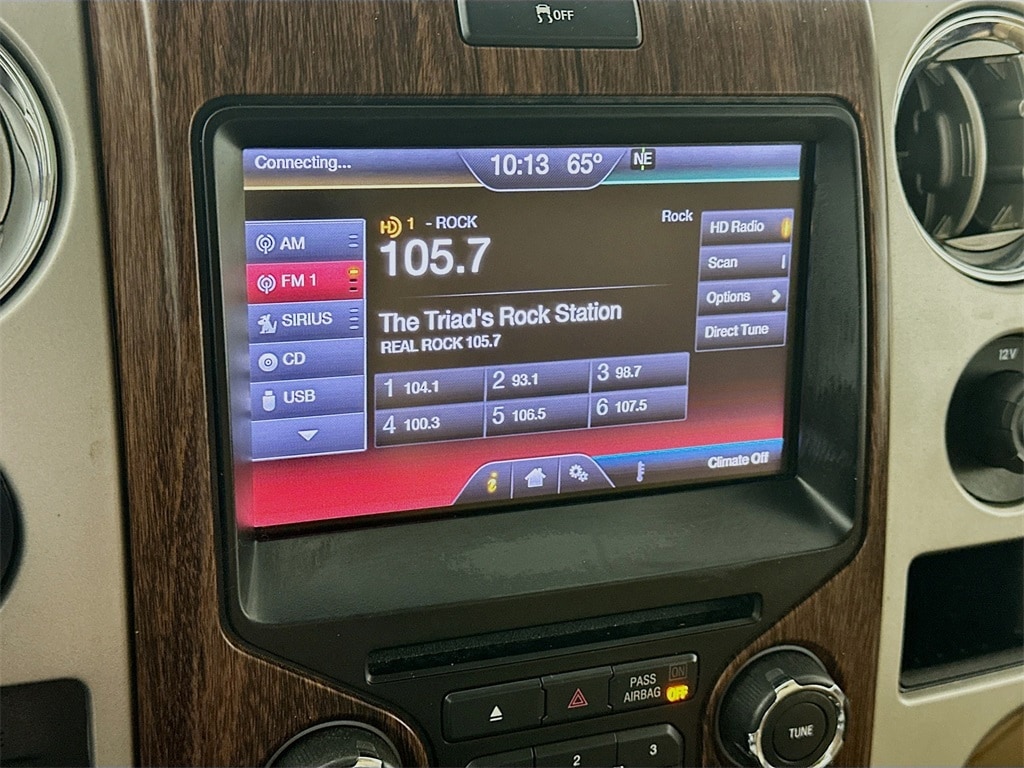 OFF
Connecting...
10:13 65º NE
AM
FM 1
SIRIUS
CD
USB
HD 1 - ROCK Rock
105.7
The Triad's Rock Station
REAL ROCK 105.7
1 104.1 2 93.1 3 98.7
4 100.3 5 106.5 6 107.5
HD Radio
Scan
Options
Direct Tune
i
Climate Off
12V
PASS ON
AIRBAG OFF
2 3
TUNE